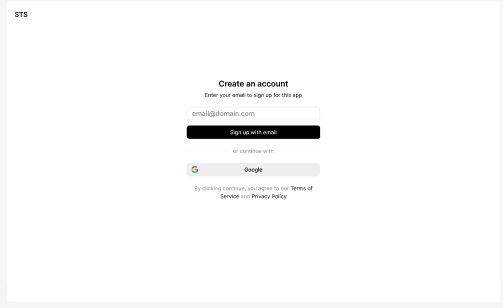 STS
Create an account
Enter your email to sign up for this app
email@domain.com
Sign up with email
or continue with
Google
By clicking continue, you agree to our Terms of
Service and Privacy Policy